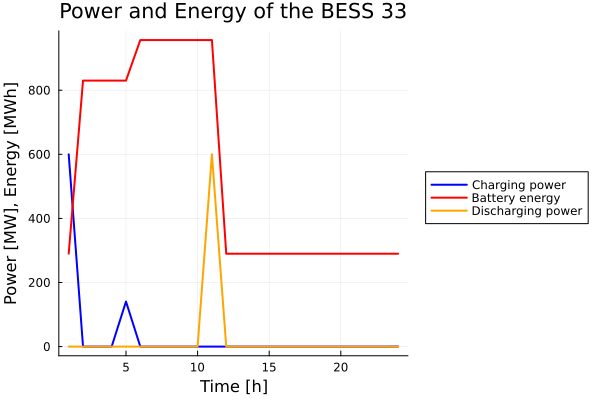 Power and Energy of the BESS 33
Power [MW], Energy [MWh]
800
600
400
200
0
5
10
15
20
Time [h]
Charging power
Battery energy
Discharging power